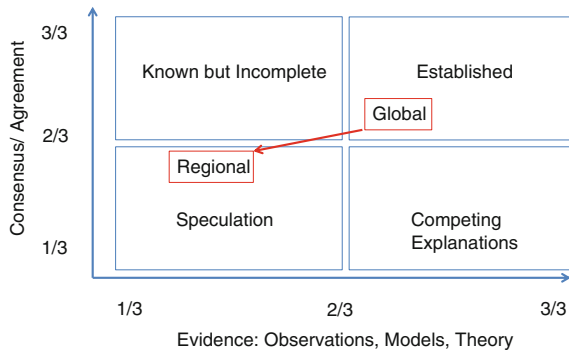 3/3
Known but Incomplete
Established
Global
2/3
Regional
Speculation
Competing
Explanations
1/3
Consensus/ Agreement
1/3
2/3
3/3
Evidence: Observations, Models, Theory